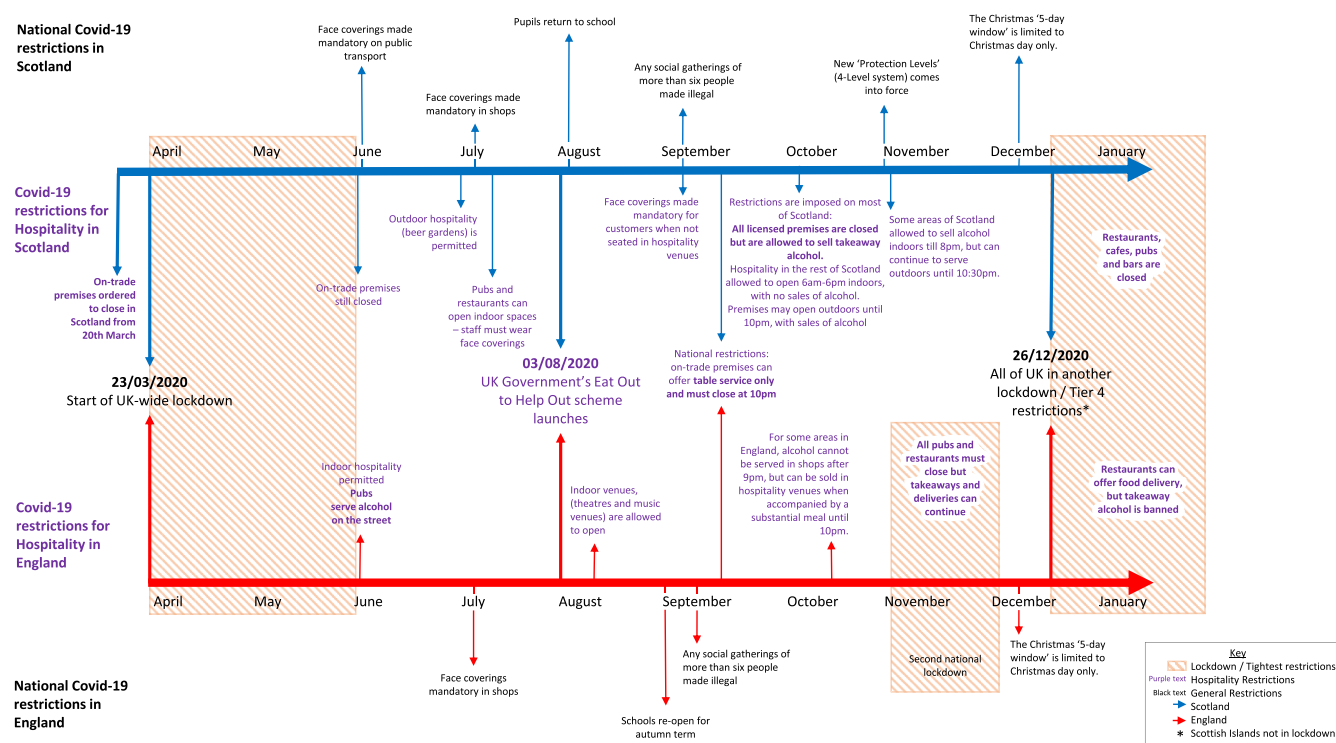 National Covid-19
restrictions in
Scotland
Face coverings made
mandatory on public
transport
Face coverings made
mandatory in shops
Pupils return to school
Any social gatherings of
more than six people
made illegal
New ‘Protection Levels’
(4-Level system) comes
into force
The Christmas ‘5-day
window’ is limited to
Christmas day only.
April May June July August September October November December January
Covid-19
restrictions for
Hospitality in
Scotland
On-trade
premises ordered
to close in
Scotland from
20th March
On-trade premises
still closed
Outdoor hospitality
(beer gardens) is
permitted
Pubs and
restaurants can
open indoor spaces
– staff must wear
face coverings
Face coverings made
mandatory for
customers when not
seated in hospitality
venues
Restrictions are imposed on most
of Scotland:
All licensed premises are closed
but are allowed to sell takeaway
alcohol.
Hospitality in the rest of Scotland
allowed to open 6am-6pm indoors,
with no sales of alcohol.
Premises may open outdoors until
10pm, with sales of alcohol
Some areas of Scotland
allowed to sell alcohol
indoors till 8pm, but can
continue to serve
outdoors until 10:30pm.
Restaurants,
cafes, pubs
and bars are
closed
23/03/2020
Start of UK-wide lockdown
03/08/2020
UK Government’s Eat Out
to Help Out scheme
launches
National restrictions:
on-trade premises can
offer table service only
and must close at 10pm
26/12/2020
All of UK in another
lockdown / Tier 4
restrictions*
Covid-19
restrictions for
Hospitality in
England
Indoor hospitality
permitted
Pubs
serve alcohol
on the street
Indoor venues,
(theatres and music
venues) are allowed
to open
For some areas in
England, alcohol cannot
be served in shops after
9pm, but can be sold in
hospitality venues when
accompanied by a
substantial meal until
10pm.
All pubs and
restaurants must
close but
takeaways and
deliveries can
continue
Restaurants can
offer food delivery,
but takeaway
alcohol is banned
April May June July August September October November December January
National Covid-19
restrictions in
England
Face coverings
mandatory in shops
Schools re-open for
autumn term
Any social gatherings of
more than six people
made illegal
Second national
lockdown
The Christmas ‘5-day
window’ is limited to
Christmas day only.
Key
Lockdown / Tightest restrictions
Purple text Hospitality Restrictions
Black text General Restrictions
Scotland
England
* Scottish Islands not in lockdown